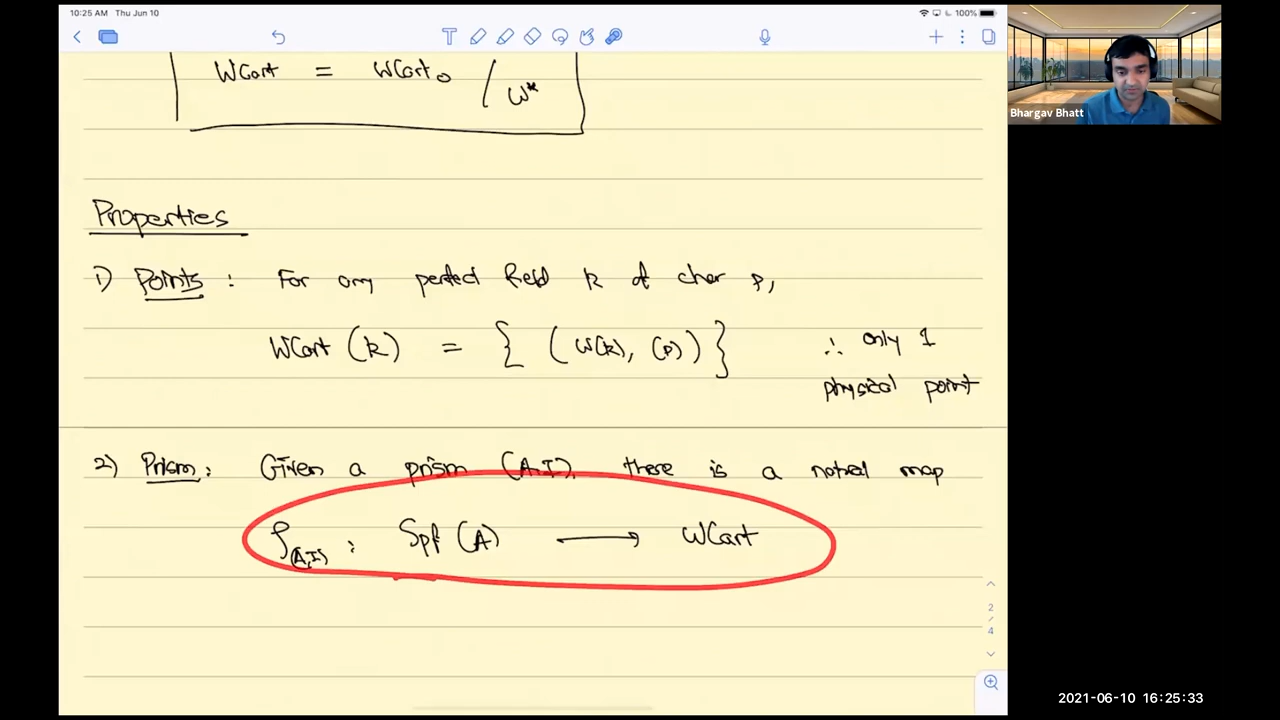 10:25 AM Thu Jun 10
100%
WCart = WCart₀ / W*
Properties
1) Points : For any perfect field k of char p,
WCart (k) = { (W(k), (p)) } ∴ only 1
physical point
2) Prism : Given a prism (A, I), there is a natural map
ρ(A,I) : Spf (A) ⟶ WCart
2
/
4
Bhargav Bhatt
2021-06-10 16:25:33